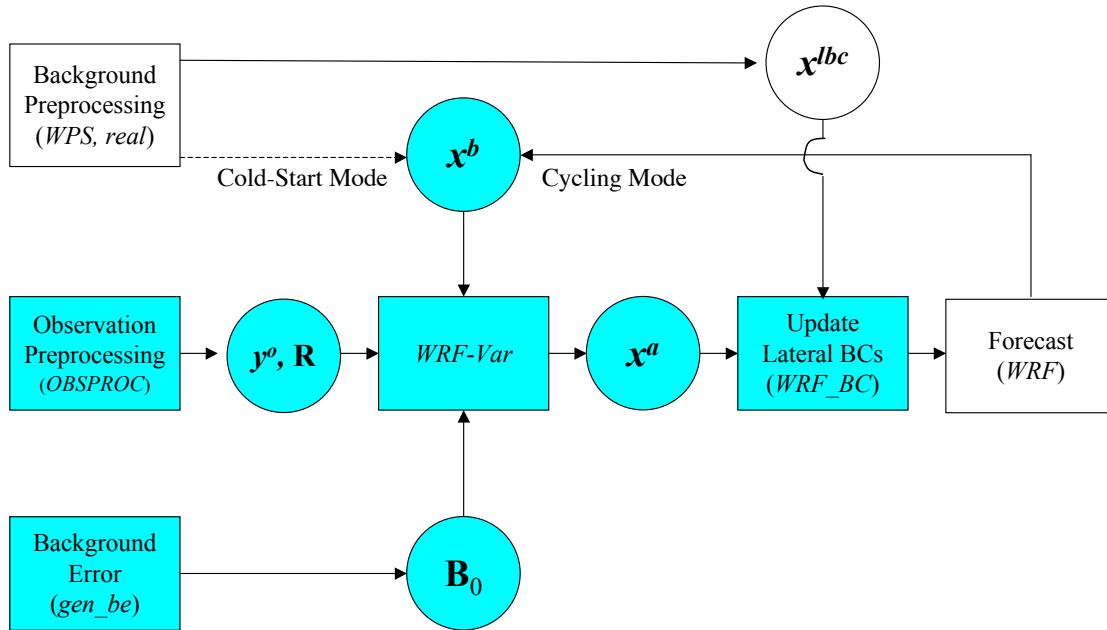 Background
Preprocessing
(WPS, real)
x^lbc
x^b
Cold-Start Mode
Cycling Mode
Observation
Preprocessing
(OBSPROC)
y^o, R
WRF-Var
x^a
Update
Lateral BCs
(WRF_BC)
Forecast
(WRF)
Background
Error
(gen_be)
B_0